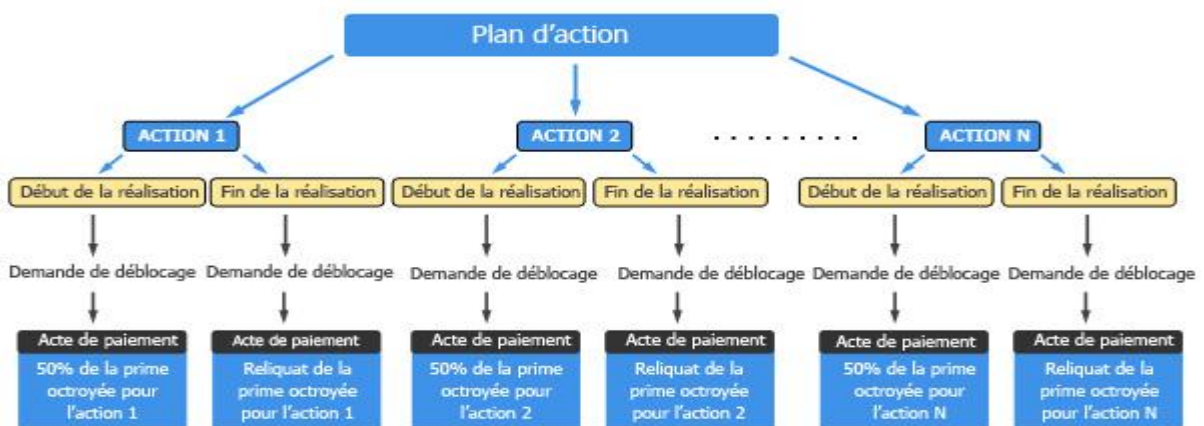 Plan d'action
ACTION 1
ACTION 2
. . . . . . . . .
ACTION N
Début de la réalisation
Fin de la réalisation
Début de la réalisation
Fin de la réalisation
Début de la réalisation
Fin de la réalisation
Demande de déblocage
Demande de déblocage
Demande de déblocage
Demande de déblocage
Demande de déblocage
Demande de déblocage
Acte de paiement
50% de la prime
octroyée pour
l'action 1
Acte de paiement
Reliquat de la
prime octroyée
pour l'action 1
Acte de paiement
50% de la prime
octroyée pour
l'action 2
Acte de paiement
Reliquat de la
prime octroyée
pour l'action 2
Acte de paiement
50% de la prime
octroyée pour
l'action N
Acte de paiement
Reliquat de la
prime octroyée
pour l'action N